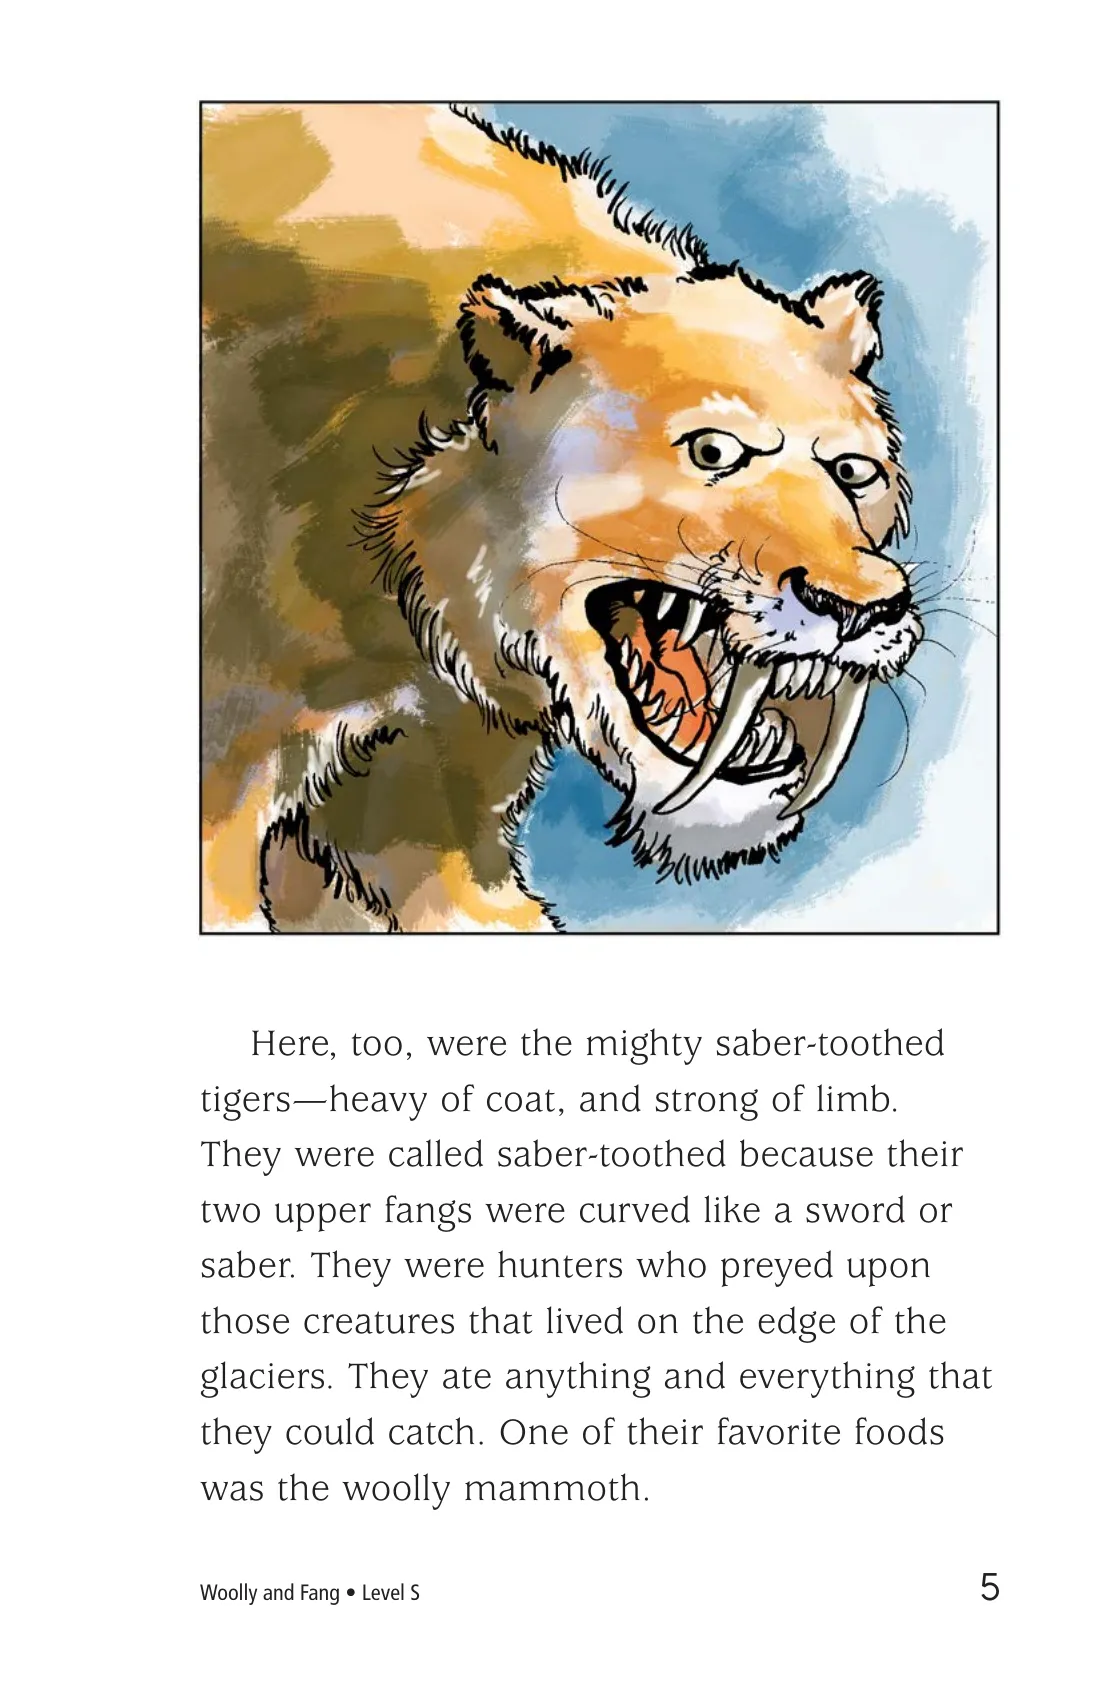 Here, too, were the mighty saber-toothed
tigers—heavy of coat, and strong of limb.
They were called saber-toothed because their
two upper fangs were curved like a sword or
saber. They were hunters who preyed upon
those creatures that lived on the edge of the
glaciers. They ate anything and everything that
they could catch. One of their favorite foods
was the woolly mammoth.
Woolly and Fang • Level S
5